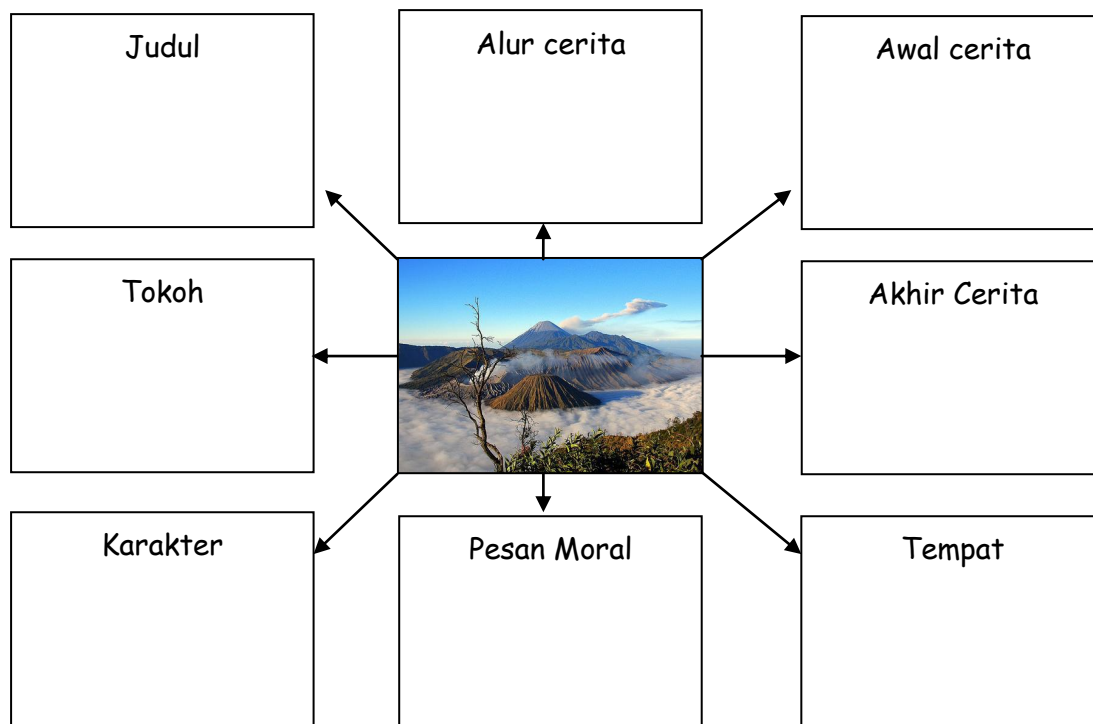 Judul
Alur cerita
Awal cerita
Tokoh
Akhir Cerita
Karakter
Pesan Moral
Tempat